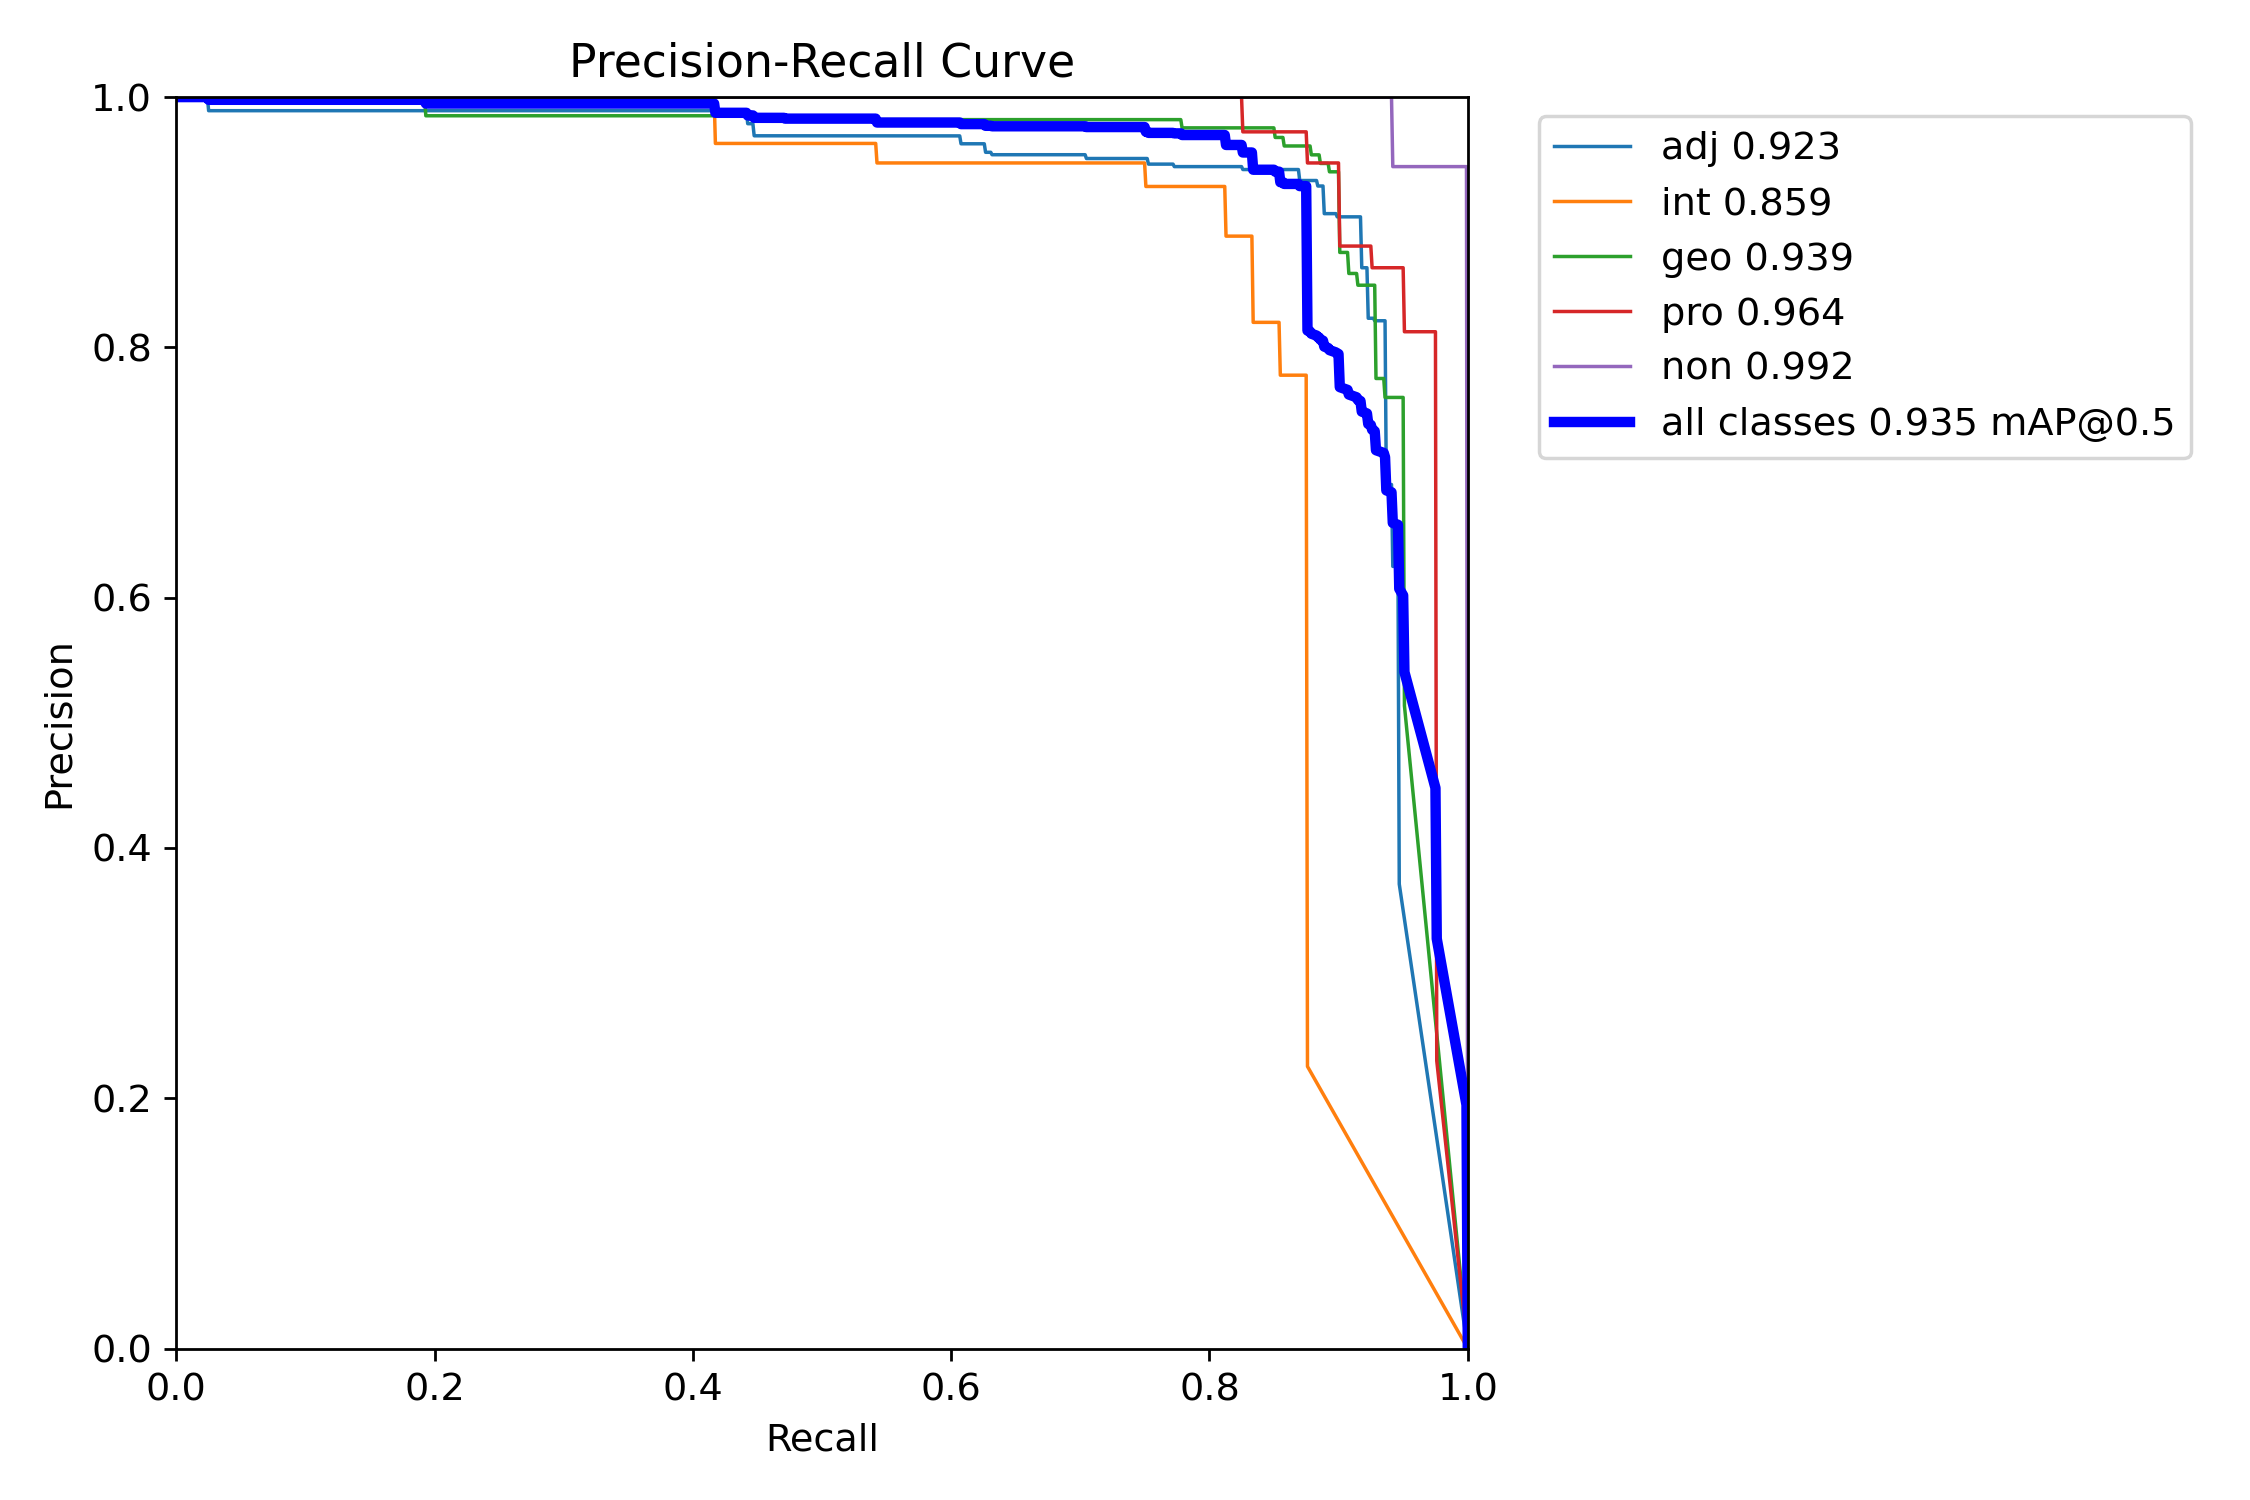 Precision-Recall Curve
1.0
0.8
0.6
0.4
0.2
0.0
Precision
0.0 0.2 0.4 0.6 0.8 1.0
Recall
adj 0.923
int 0.859
geo 0.939
pro 0.964
non 0.992
all classes 0.935 mAP@0.5